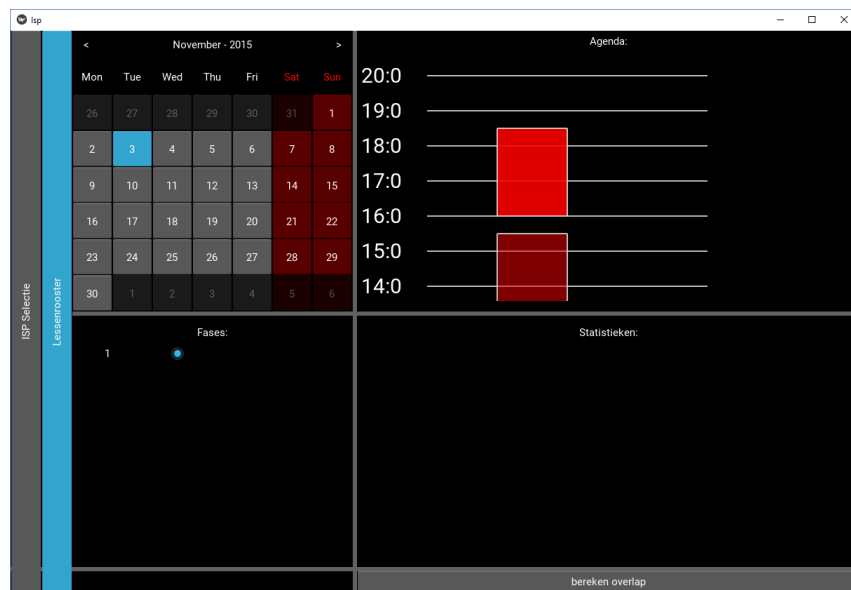 Isp
ISP Selectie
Lessenrooster
< November - 2015 >
Mon Tue Wed Thu Fri Sat Sun
26 27 28 29 30 31 1
2 3 4 5 6 7 8
9 10 11 12 13 14 15
16 17 18 19 20 21 22
23 24 25 26 27 28 29
30 1 2 3 4 5 6
Agenda:
20:0
19:0
18:0
17:0
16:0
15:0
14:0
Fases:
1
Statistieken:
bereken overlap